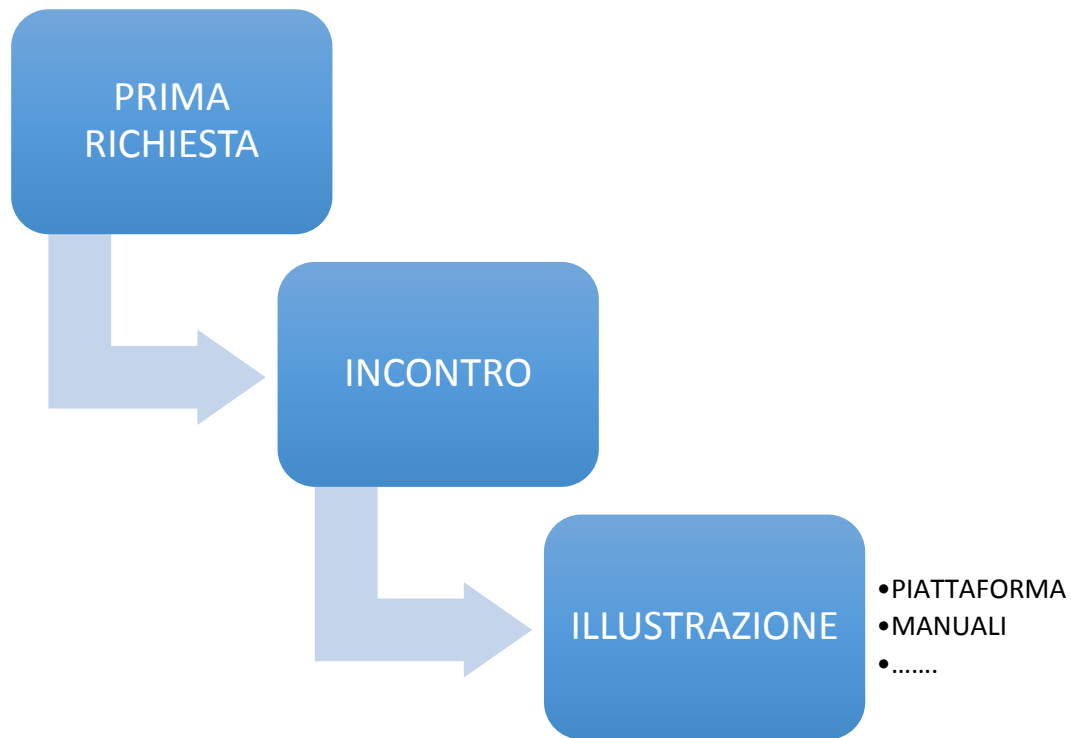 PRIMA
RICHIESTA
INCONTRO
ILLUSTRAZIONE
•PIATTAFORMA
•MANUALI
•…….